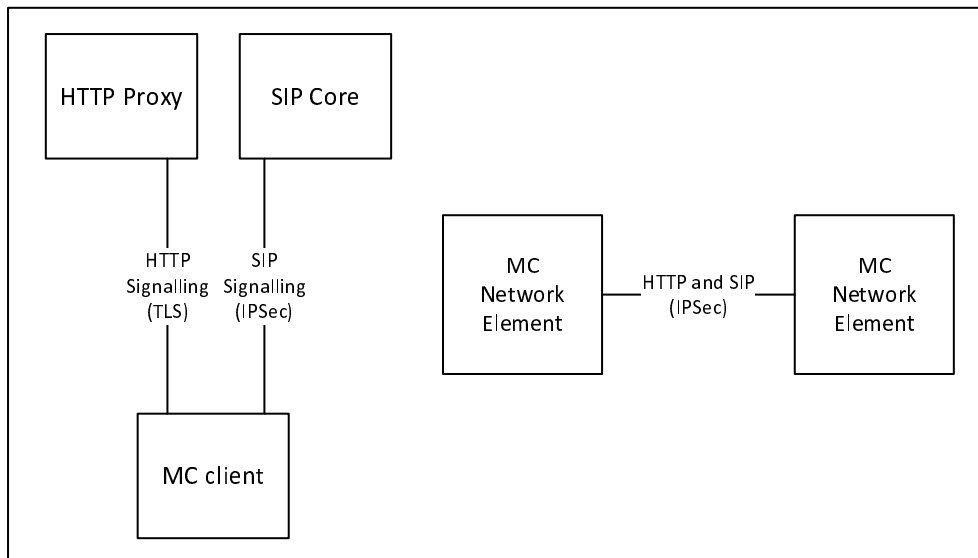 HTTP Proxy
SIP Core
HTTP
Signalling
(TLS)
SIP
Signalling
(IPSec)
MC client
MC
Network
Element
HTTP and SIP
(IPSec)
MC
Network
Element